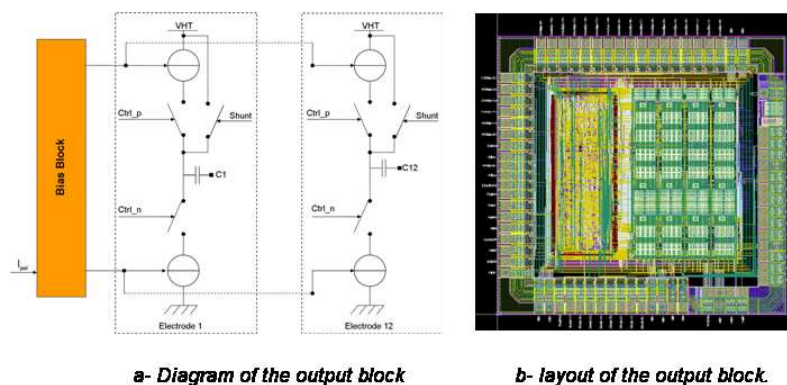 VHT
VHT
Ctrl_p
Shunt
Ctrl_p
Shunt
Bias Block
C1
C12
Ctrl_n
Ctrl_n
Ipol
Electrode 1
Electrode 12
a- Diagram of the output block
b- layout of the output block.